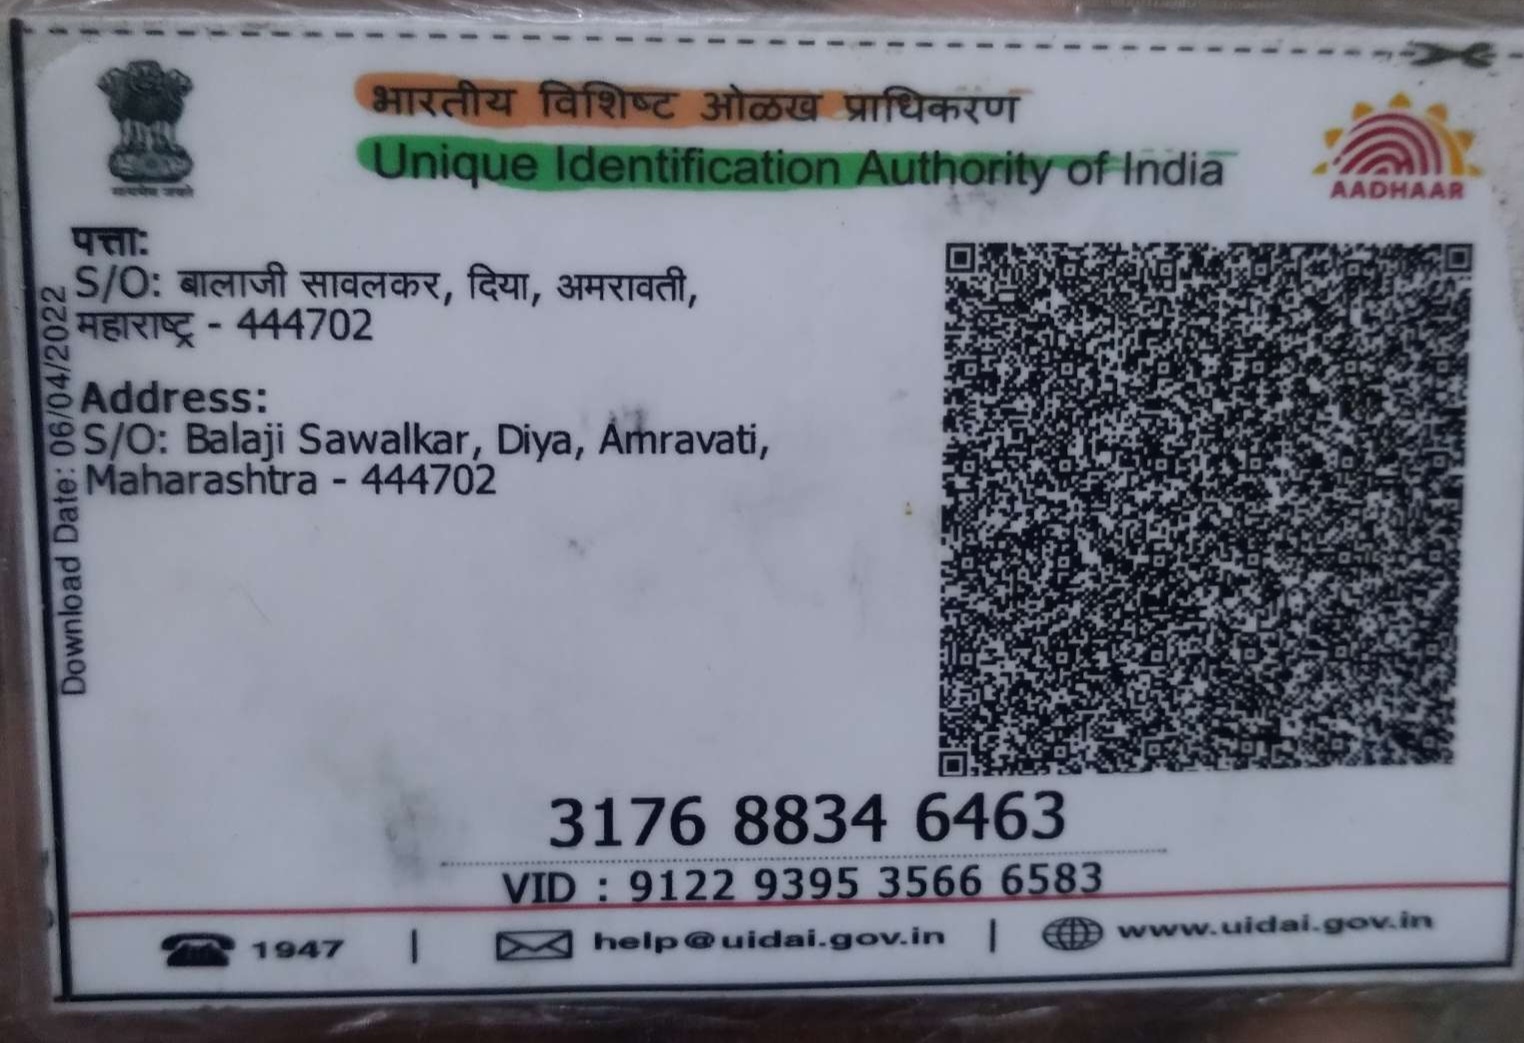 भारतीय विशिष्ट ओळख प्राधिकरण
Unique Identification Authority of India
AADHAAR
पत्ता:
S/O: बालाजी सावलकर, दिया, अमरावती,
महाराष्ट्र - 444702
Address:
S/O: Balaji Sawalkar, Diya, Amravati,
Maharashtra - 444702
Download Date: 06/04/2022
3176 8834 6463
VID : 9122 9395 3566 6583
1947 | help@uidai.gov.in | www.uidai.gov.in